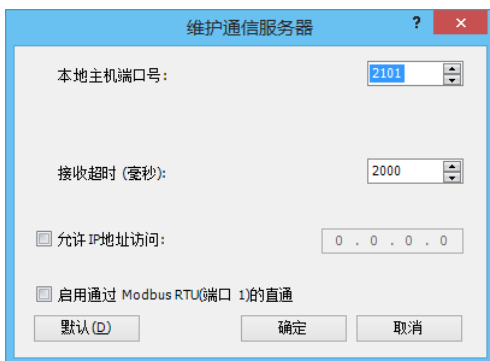 维护通信服务器 ?
本地主机端口号: 2101
接收超时 (毫秒): 2000
允许IP地址访问: 0 . 0 . 0 . 0
启用通过 Modbus RTU(端口 1)的直通
默认(D) 确定 取消